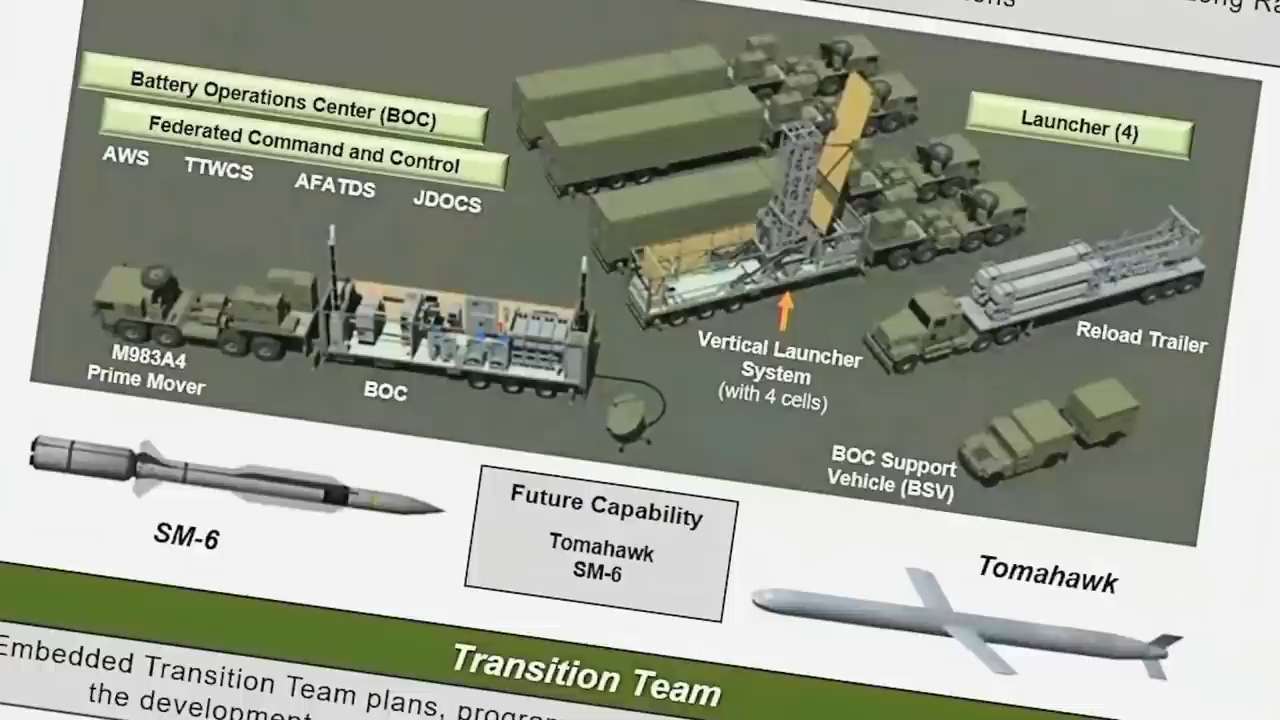 Battery Operations Center (BOC)
Federated Command and Control
AWS TTWCS AFATDS JDOCS
Launcher (4)
M983A4
Prime Mover
BOC
Vertical Launcher
System
(with 4 cells)
Reload Trailer
BOC Support
Vehicle (BSV)
SM-6
Future Capability
Tomahawk
SM-6
Tomahawk
Transition Team
Embedded Transition Team plans,
the development